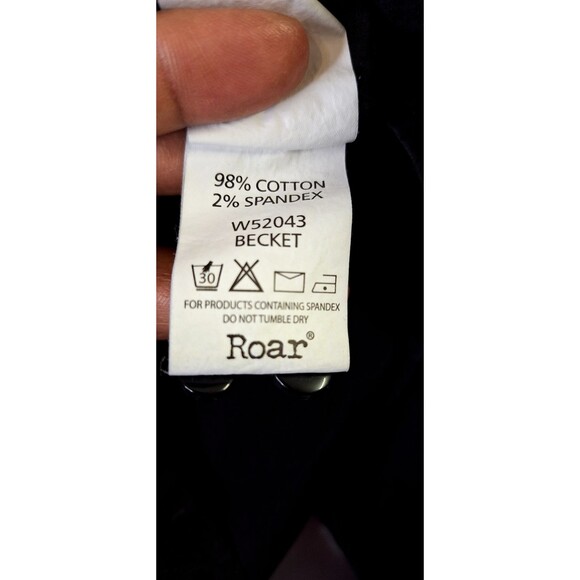 98% COTTON
2% SPANDEX
W52043
BECKET
30
FOR PRODUCTS CONTAINING SPANDEX
DO NOT TUMBLE DRY
Roar®